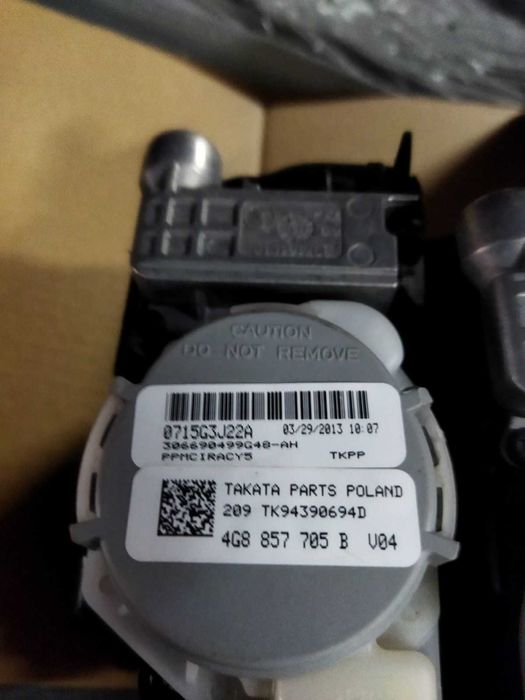 CAUTION
DO NOT REMOVE
0715G3J22A 03/29/2013 10:07
306690499G48-AH
PPMCIRACY5 TKPP
TAKATA PARTS POLAND
209 TK94390694D
4G8 857 705 B V04